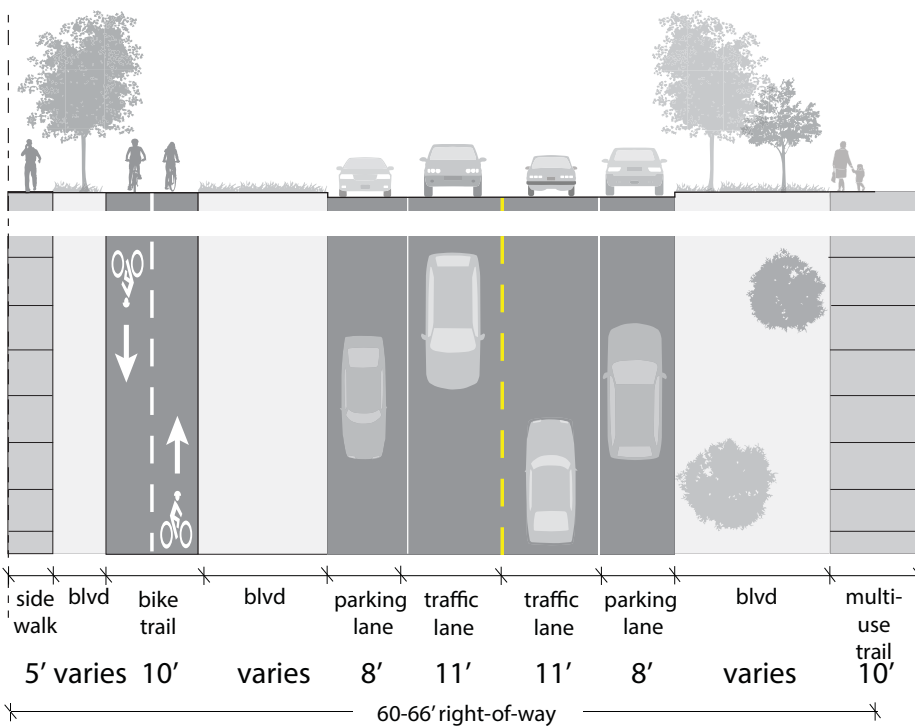 side walk
blvd
bike trail
blvd
parking lane
traffic lane
traffic lane
parking lane
blvd
multi-use trail
5’ varies 10’ varies 8’ 11’ 11’ 8’ varies 10’
60-66’ right-of-way